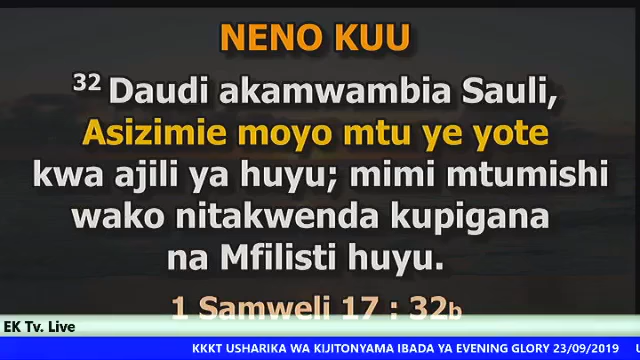 NENO KUU
32 Daudi akamwambia Sauli,
Asizimie moyo mtu ye yote
kwa ajili ya huyu; mimi mtumishi
wako nitakwenda kupigana
na Mfilisti huyu.
1 Samweli 17 : 32b
EK Tv. Live
KKKT USHARIKA WA KIJITONYAMA IBADA YA EVENING GLORY 23/09/2019